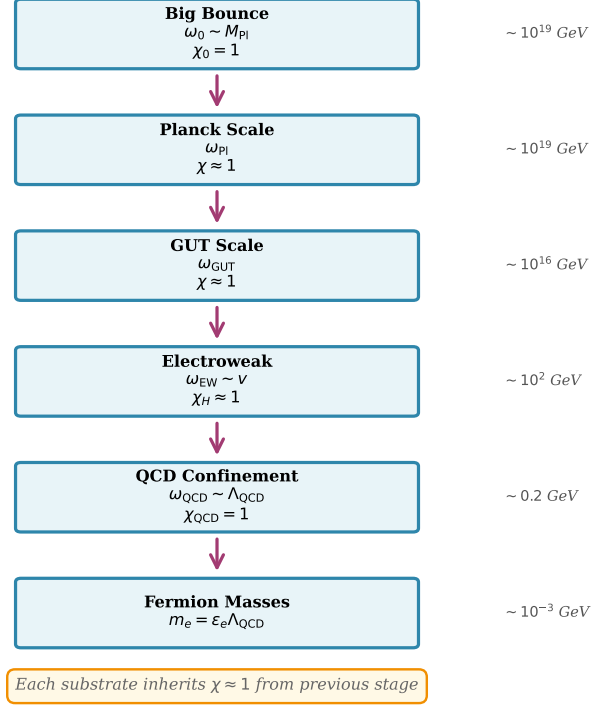 Big Bounce
ω₀ ~ M_Pl
χ₀ = 1
~ 10¹⁹ GeV
Planck Scale
ω_Pl
χ ≈ 1
~ 10¹⁹ GeV
GUT Scale
ω_GUT
χ ≈ 1
~ 10¹⁶ GeV
Electroweak
ω_EW ~ v
χ_H ≈ 1
~ 10² GeV
QCD Confinement
ω_QCD ~ Λ_QCD
χ_QCD = 1
~ 0.2 GeV
Fermion Masses
m_e = ε_e Λ_QCD
~ 10⁻³ GeV
Each substrate inherits χ ≈ 1 from previous stage